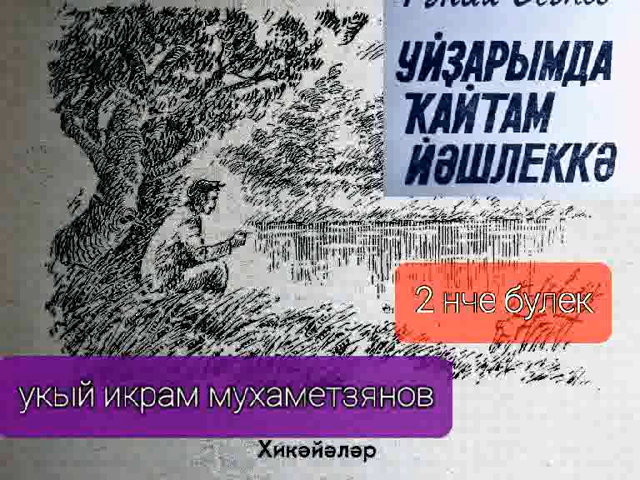 УЙҘАРЫМДА
ҠАЙТАМ
ЙӘШЛЕККӘ
2 нче булек
укый икрам мухаметзянов
Хикәйәләр